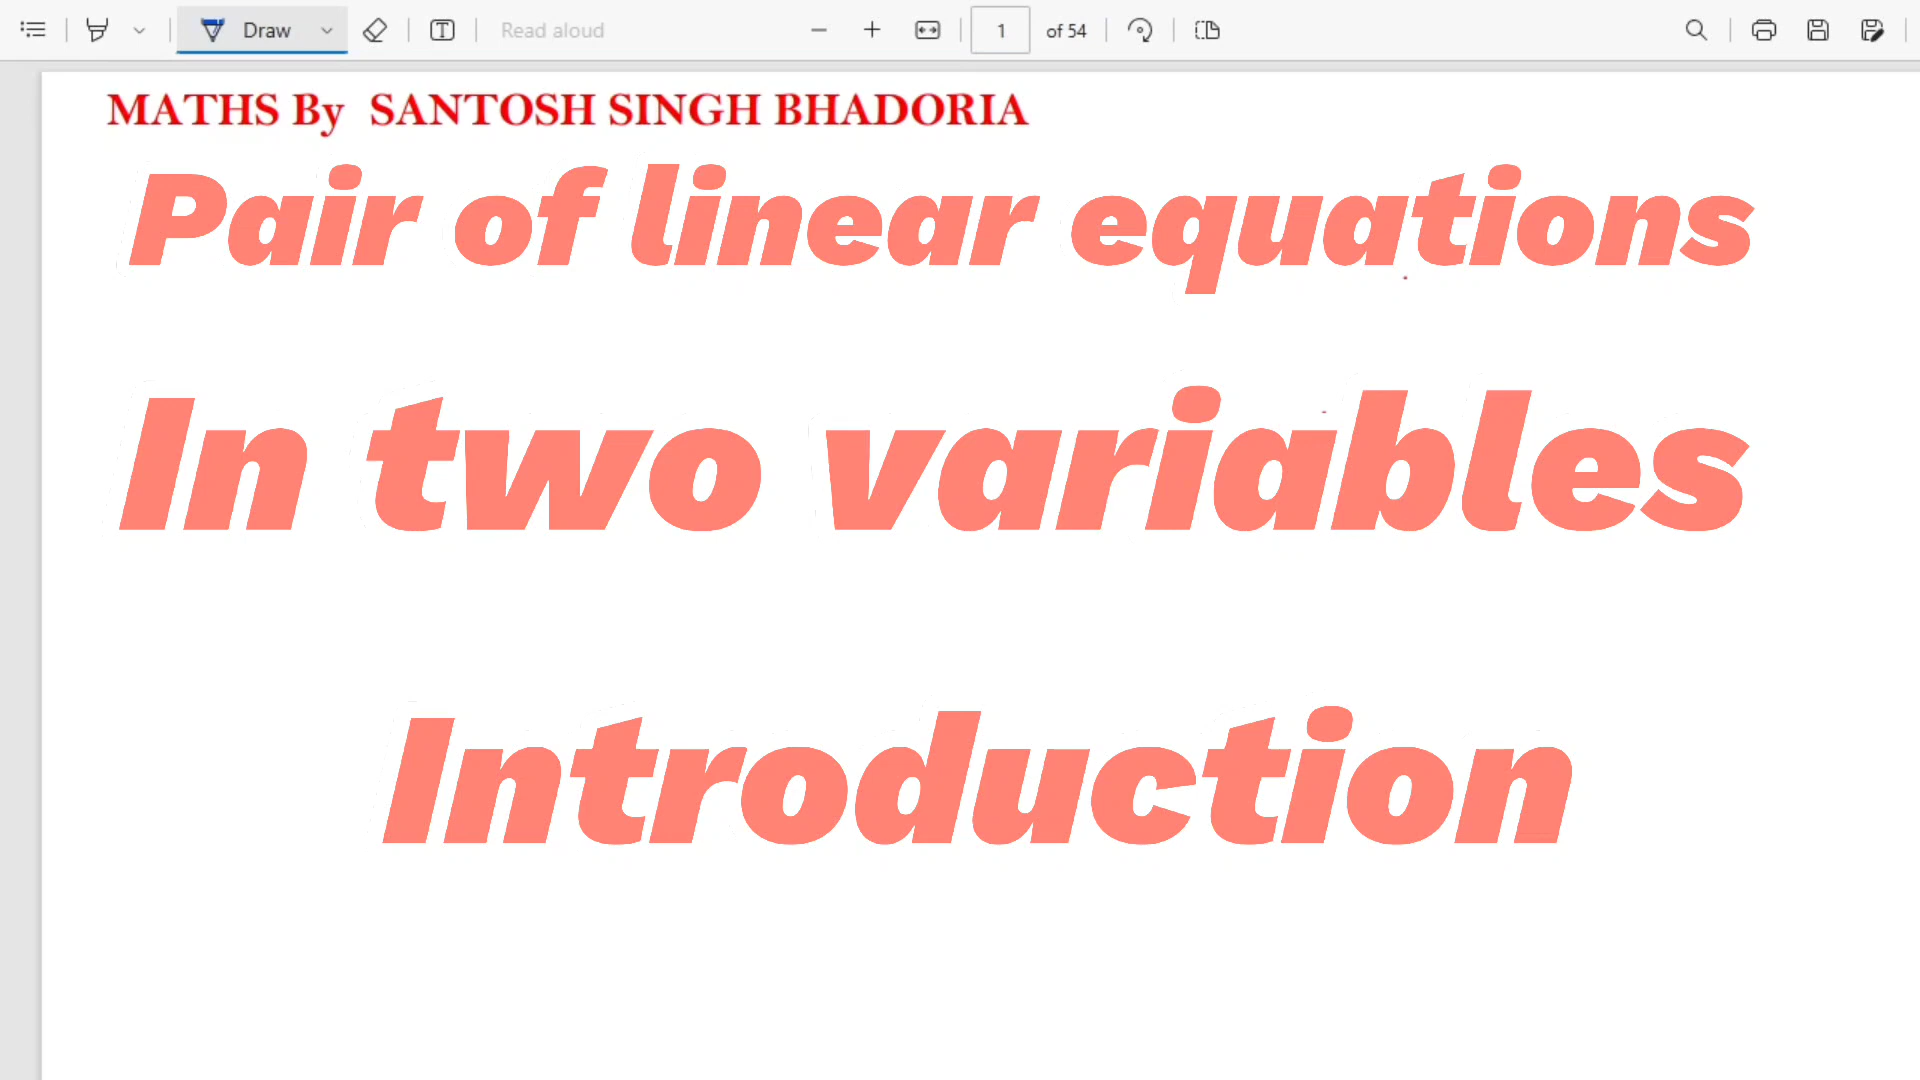 Draw Read aloud 1 of 54
MATHS By SANTOSH SINGH BHADORIA
Pair of linear equations
In two variables
Introduction